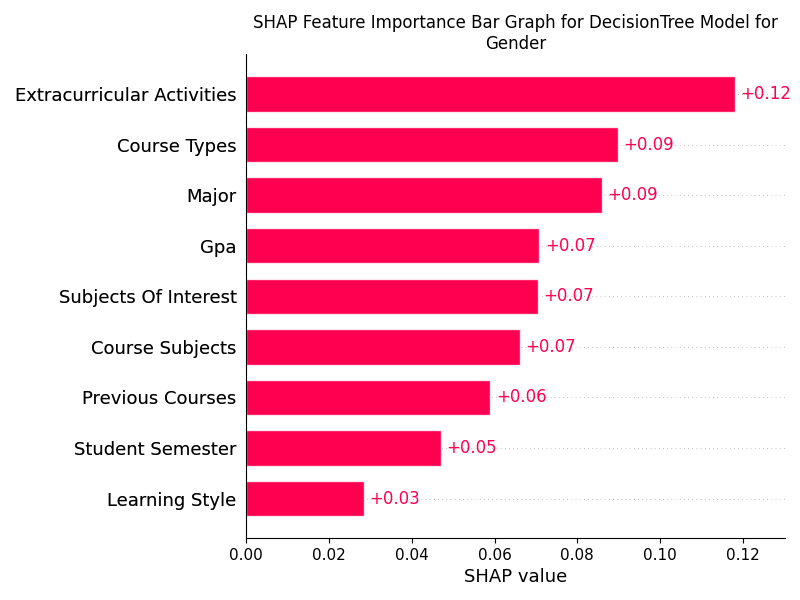 SHAP Feature Importance Bar Graph for DecisionTree Model for
Gender
Extracurricular Activities
+0.12
Course Types
+0.09
Major
+0.09
Gpa
+0.07
Subjects Of Interest
+0.07
Course Subjects
+0.07
Previous Courses
+0.06
Student Semester
+0.05
Learning Style
+0.03
0.00 0.02 0.04 0.06 0.08 0.10 0.12
SHAP value